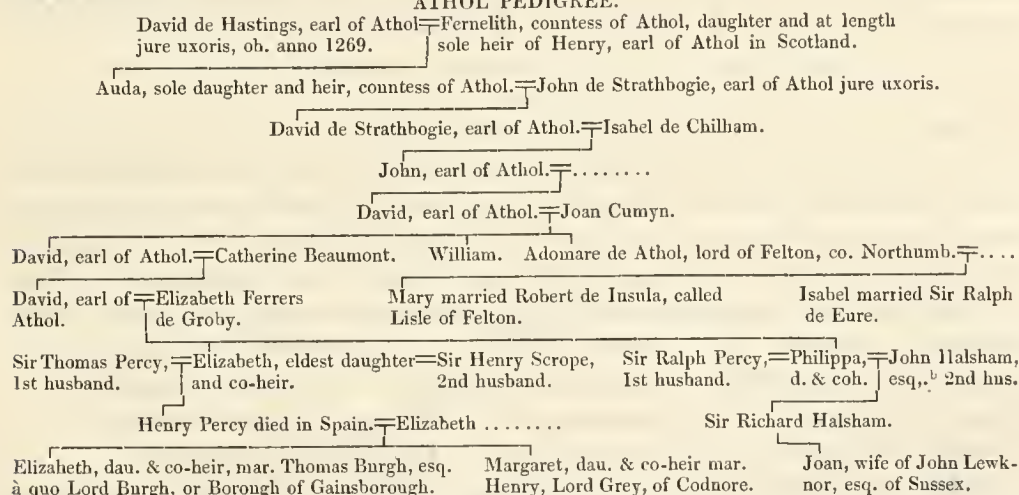 ATHOL PEDIGREE.
David de Hastings, earl of Athol Fernelith, countess of Athol, daughter and at length
jure uxoris, ob. anno 1269. sole heir of Henry, earl of Athol in Scotland.
Auda, sole daughter and heir, countess of Athol. John de Strathbogie, earl of Athol jure uxoris.
David de Strathbogie, earl of Athol. Isabel de Chilham.
John, earl of Athol. ........
David, earl of Athol. Joan Cumyn.
David, earl of Athol. Catherine Beaumont. William. Adomare de Athol, lord of Felton, co. Northumb. ....
David, earl of Elizabeth Ferrers Mary married Robert de Insula, called Isabel married Sir Ralph
Athol. de Groby. Lisle of Felton. de Eure.
Sir Thomas Percy, Elizabeth, eldest daughter=Sir Henry Scrope, Sir Ralph Percy,=Philippa, John Halsham,
1st husband. and co-heir. 2nd husband. 1st husband. d. & coh. esq,.b 2nd hus.
Henry Percy died in Spain. Elizabeth ........ Sir Richard Halsham.
Elizabeth, dau. & co-heir, mar. Thomas Burgh, esq. Margaret, dau. & co-heir mar. Joan, wife of John Lewk-
à quo Lord Burgh, or Borough of Gainsborough. Henry, Lord Grey, of Codnore. nor, esq. of Sussex.